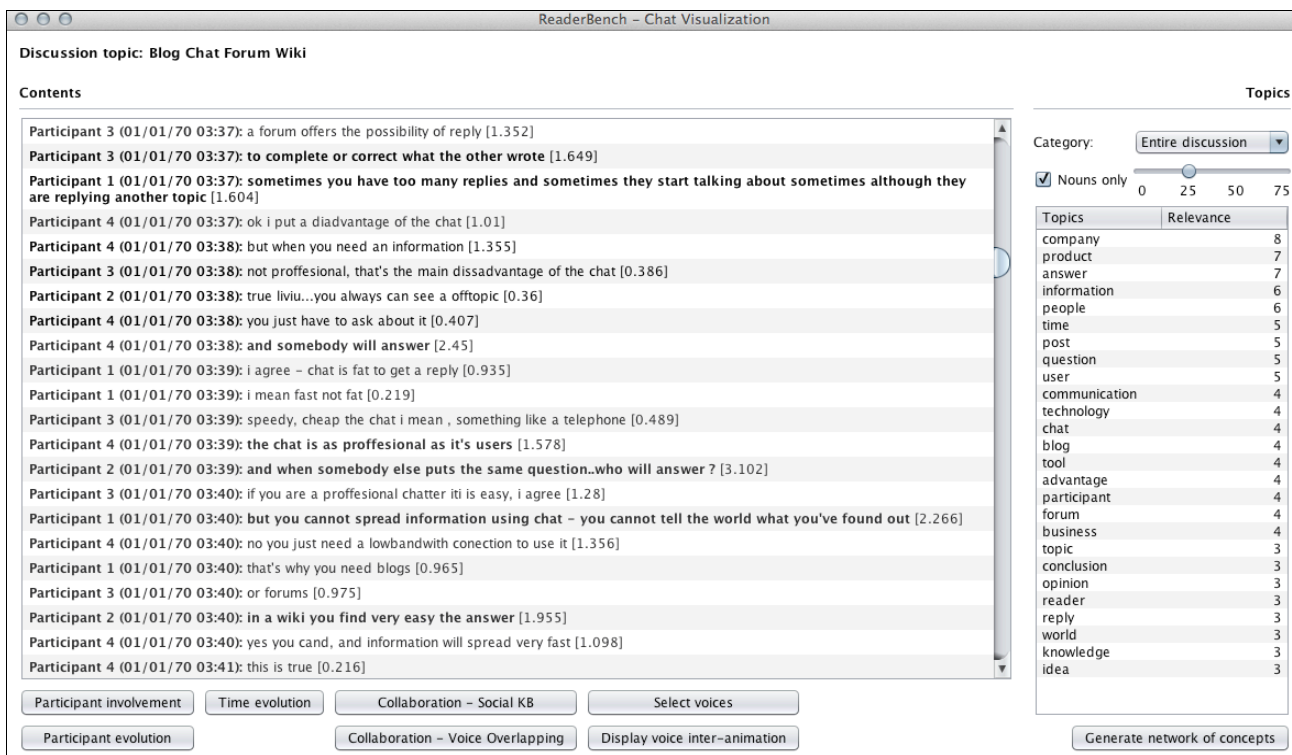 ReaderBench - Chat Visualization
Discussion topic: Blog Chat Forum Wiki
Contents
Topics
Participant 3 (01/01/70 03:37): a forum offers the possibility of reply [1.352]
Participant 3 (01/01/70 03:37): to complete or correct what the other wrote [1.649]
Participant 1 (01/01/70 03:37): sometimes you have too many replies and sometimes they start talking about sometimes although they
are replying another topic [1.604]
Participant 4 (01/01/70 03:37): ok i put a diadvantage of the chat [1.01]
Participant 4 (01/01/70 03:38): but when you need an information [1.355]
Participant 3 (01/01/70 03:38): not proffesional, that's the main dissadvantage of the chat [0.386]
Participant 2 (01/01/70 03:38): true liviu...you always can see a offtopic [0.36]
Participant 4 (01/01/70 03:38): you just have to ask about it [0.407]
Participant 4 (01/01/70 03:38): and somebody will answer [2.45]
Participant 1 (01/01/70 03:39): i agree - chat is fat to get a reply [0.935]
Participant 1 (01/01/70 03:39): i mean fast not fat [0.219]
Participant 3 (01/01/70 03:39): speedy, cheap the chat i mean , something like a telephone [0.489]
Participant 4 (01/01/70 03:39): the chat is as proffesional as it's users [1.578]
Participant 2 (01/01/70 03:39): and when somebody else puts the same question..who will answer ? [3.102]
Participant 3 (01/01/70 03:40): if you are a proffesional chatter iti is easy, i agree [1.28]
Participant 1 (01/01/70 03:40): but you cannot spread information using chat - you cannot tell the world what you've found out [2.266]
Participant 4 (01/01/70 03:40): no you just need a lowbandwith conection to use it [1.356]
Participant 1 (01/01/70 03:40): that's why you need blogs [0.965]
Participant 3 (01/01/70 03:40): or forums [0.975]
Participant 2 (01/01/70 03:40): in a wiki you find very easy the answer [1.955]
Participant 4 (01/01/70 03:40): yes you cand, and information will spread very fast [1.098]
Participant 4 (01/01/70 03:41): this is true [0.216]
Category: Entire discussion
Nouns only
0 25 50 75
Topics Relevance
company 8
product 7
answer 7
information 6
people 6
time 5
post 5
question 5
user 5
communication 4
technology 4
chat 4
blog 4
tool 4
advantage 4
participant 4
forum 4
business 4
topic 3
conclusion 3
opinion 3
reader 3
reply 3
world 3
knowledge 3
idea 3
Participant involvement Time evolution Collaboration - Social KB Select voices
Participant evolution Collaboration - Voice Overlapping Display voice inter-animation Generate network of concepts